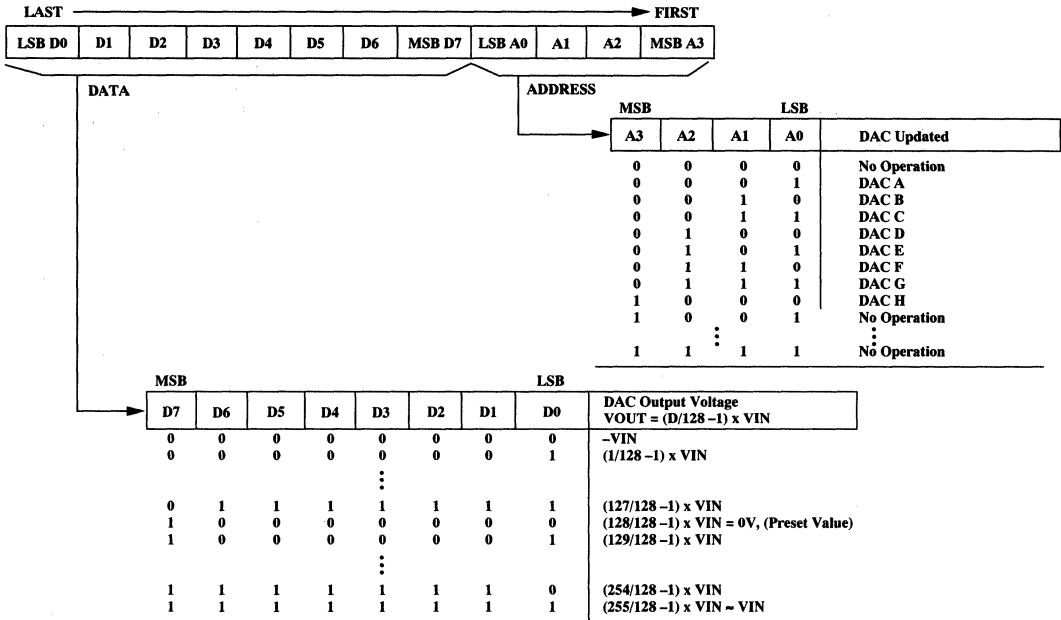 LAST FIRST
LSB D0 D1 D2 D3 D4 D5 D6 MSB D7 LSB A0 A1 A2 MSB A3
DATA ADDRESS
MSB LSB
A3 A2 A1 A0 DAC Updated
0 0 0 0 No Operation
0 0 0 1 DAC A
0 0 1 0 DAC B
0 0 1 1 DAC C
0 1 0 0 DAC D
0 1 0 1 DAC E
0 1 1 0 DAC F
0 1 1 1 DAC G
1 0 0 0 DAC H
1 0 0 1 No Operation
1 1 1 1 No Operation
MSB LSB
D7 D6 D5 D4 D3 D2 D1 D0 DAC Output Voltage
VOUT = (D/128 –1) x VIN
0 0 0 0 0 0 0 0 –VIN
0 0 0 0 0 0 0 1 (1/128 –1) x VIN
0 1 1 1 1 1 1 1 (127/128 –1) x VIN
1 0 0 0 0 0 0 0 (128/128 –1) x VIN = 0V, (Preset Value)
1 0 0 0 0 0 0 1 (129/128 –1) x VIN
1 1 1 1 1 1 1 0 (254/128 –1) x VIN
1 1 1 1 1 1 1 1 (255/128 –1) x VIN ~ VIN